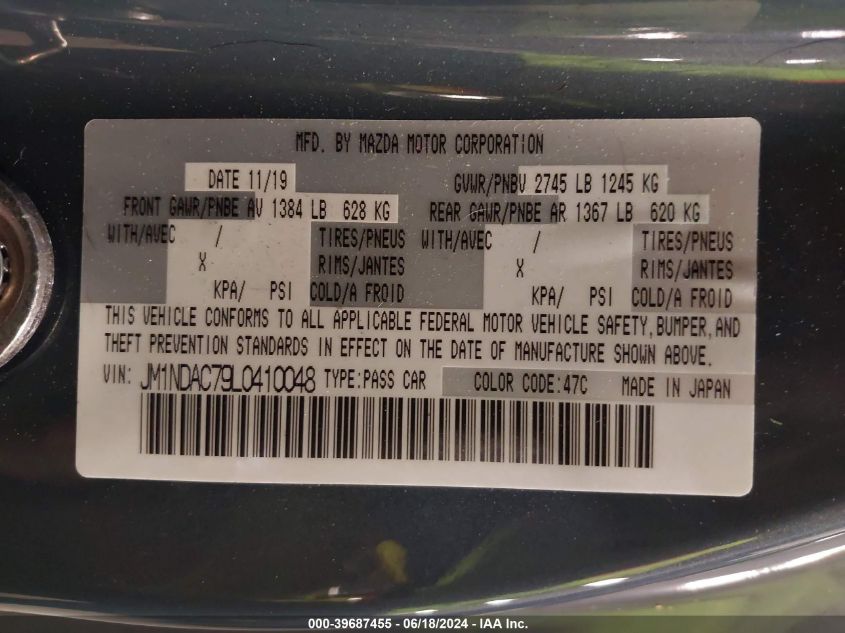 MFD. BY MAZDA MOTOR CORPORATION
DATE 11/19 GVWR/PNBV 2745 LB 1245 KG
FRONT GAWR/PNBE AV 1384 LB 628 KG REAR GAWR/PNBE AR 1367 LB 620 KG
WITH/AVEC / TIRES/PNEUS WITH/AVEC / TIRES/PNEUS
X RIMS/JANTES X RIMS/JANTES
KPA/ PSI COLD/A FROID KPA/ PSI COLD/A FROID
THIS VEHICLE CONFORMS TO ALL APPLICABLE FEDERAL MOTOR VEHICLE SAFETY, BUMPER, AND
THEFT PREVENTION STANDARDS IN EFFECT ON THE DATE OF MANUFACTURE SHOWN ABOVE.
VIN: JM1NDAC79L0410048 TYPE:PASS CAR COLOR CODE:47C MADE IN JAPAN
000-39687455 - 06/18/2024 - IAA Inc.